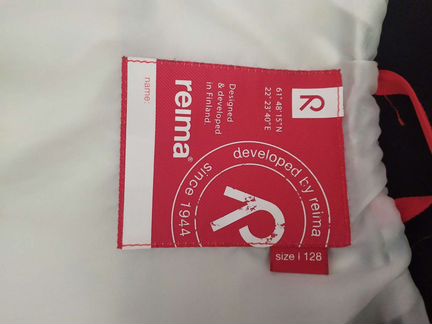 61°48'15"N
22°23'40"E
Designed
& developed
in Finland.
reima®
name:
developed by reima
since 1944
size | 128